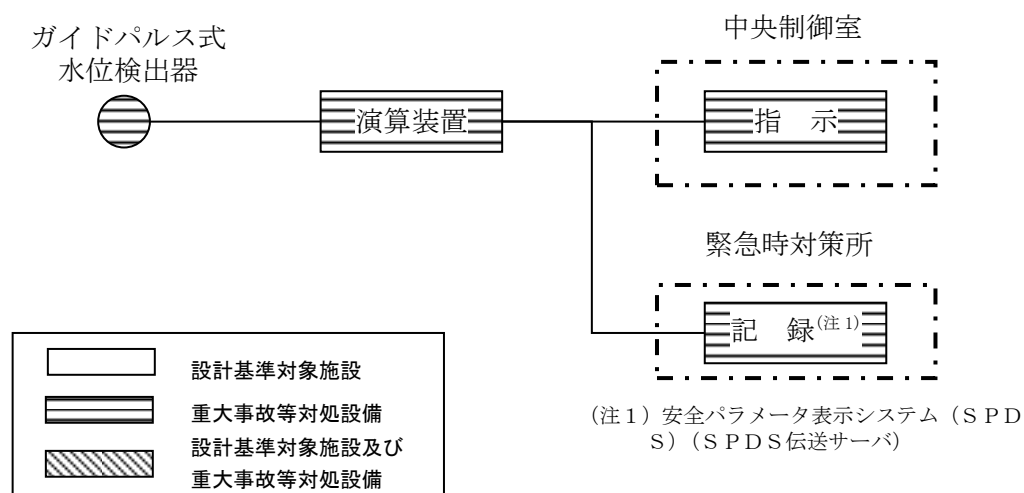 ガイドパルス式
水位検出器
演算装置
中央制御室
指　示
緊急時対策所
記　録(注1)
(注1) 安全パラメータ表示システム（ＳＰＤ
Ｓ）（ＳＰＤＳ伝送サーバ）
設計基準対象施設
重大事故等対処設備
設計基準対象施設及び
重大事故等対処設備